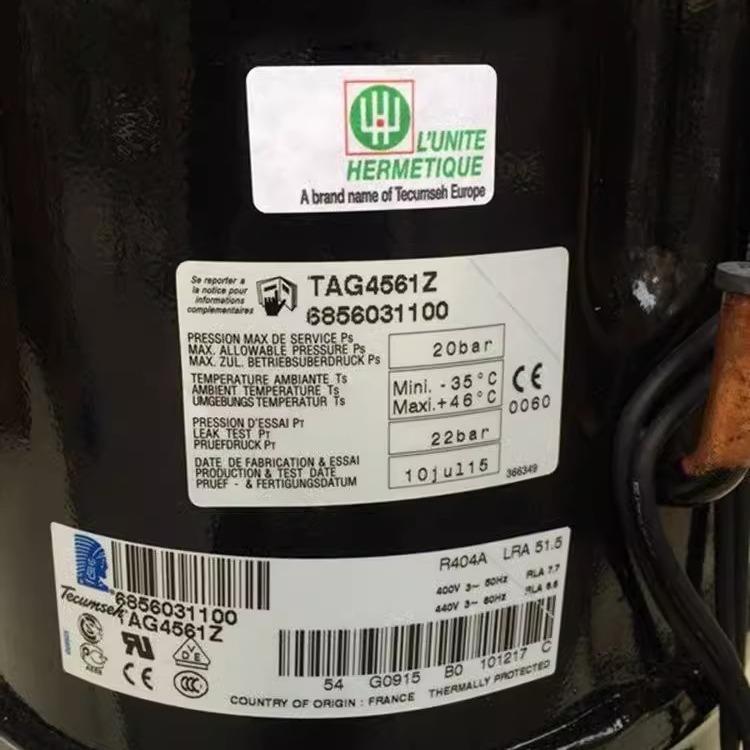 L'UNITE
HERMETIQUE
A brand name of Tecumseh Europe
Se reporter a
la notice pour
informations
complementaires
TAG4561Z
6856031100
PRESSION MAX DE SERVICE Ps
MAX. ALLOWABLE PRESSURE Ps
MAX. ZUL. BETRIEBSUBERDRUCK Ps
20bar
TEMPERATURE AMBIANTE Ts
AMBIENT TEMPERATURE Ts
UMGEBUNGSTEMPERATUR Ts
Mini. -35°C
Maxi.+46°C
CE
0060
PRESSION D'ESSAI PT
LEAK TEST PT
PRUEFDRUCK PT
22bar
DATE DE FABRICATION & ESSAI
PRODUCTION & TEST DATE
PRUEF - & FERTIGUNGSDATUM
10jul15
366349
R404A LRA 51.5
400V 3~ 50Hz RLA 7.7
440V 3~ 60Hz
Tecumseh
6856031100
TAG4561Z
VDE
CE
CCC
54 G0915 B0 101217 C
COUNTRY OF ORIGIN : FRANCE THERMALLY PROTECTED